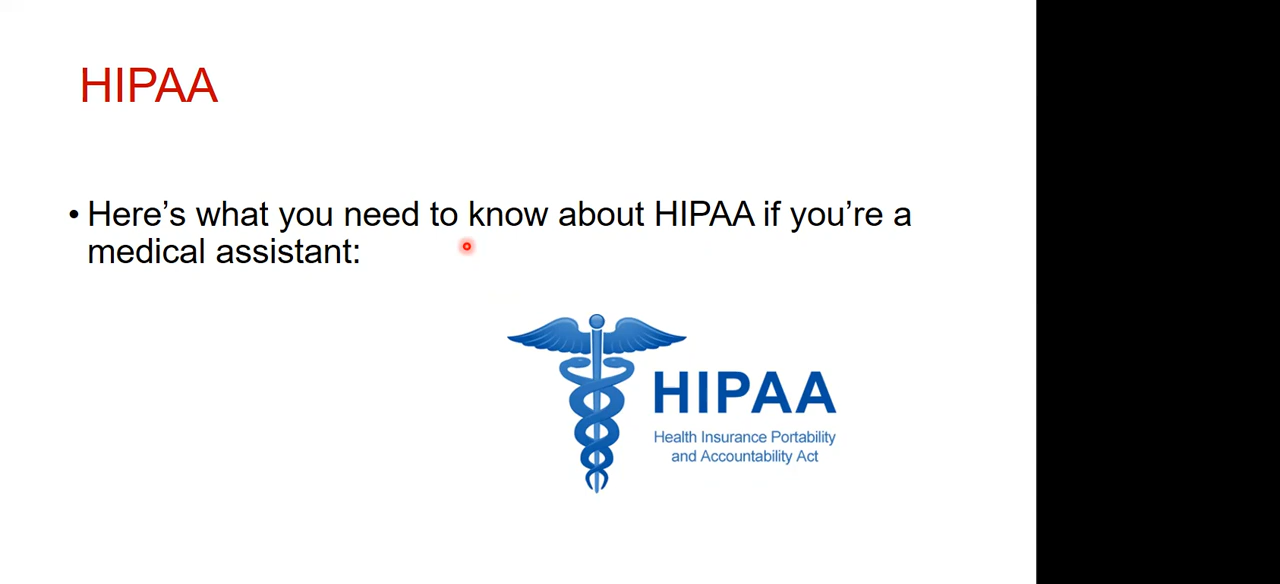 HIPAA
• Here’s what you need to know about HIPAA if you’re a
medical assistant:
HIPAA
Health Insurance Portability
and Accountability Act